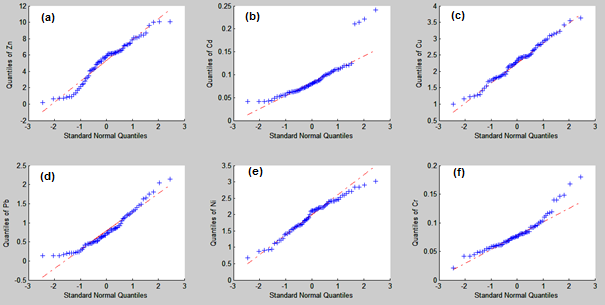 (a)
12
10
8
6
4
2
0
-2
Quantiles of Zn
-3 -2 -1 0 1 2 3
Standard Normal Quantiles
(b)
0.25
0.2
0.15
0.1
0.05
0
Quantiles of Cd
-3 -2 -1 0 1 2 3
Standard Normal Quantiles
(c)
4
3.5
3
2.5
2
1.5
1
0.5
Quantiles of Cu
-3 -2 -1 0 1 2 3
Standard Normal Quantiles
(d)
2.5
2
1.5
1
0.5
0
-0.5
Quantiles of Pb
-3 -2 -1 0 1 2 3
Standard Normal Quantiles
(e)
3.5
3
2.5
2
1.5
1
0.5
0
Quantiles of Ni
-3 -2 -1 0 1 2 3
Standard Normal Quantiles
(f)
0.2
0.15
0.1
0.05
0
Quantiles of Cr
-3 -2 -1 0 1 2 3
Standard Normal Quantiles